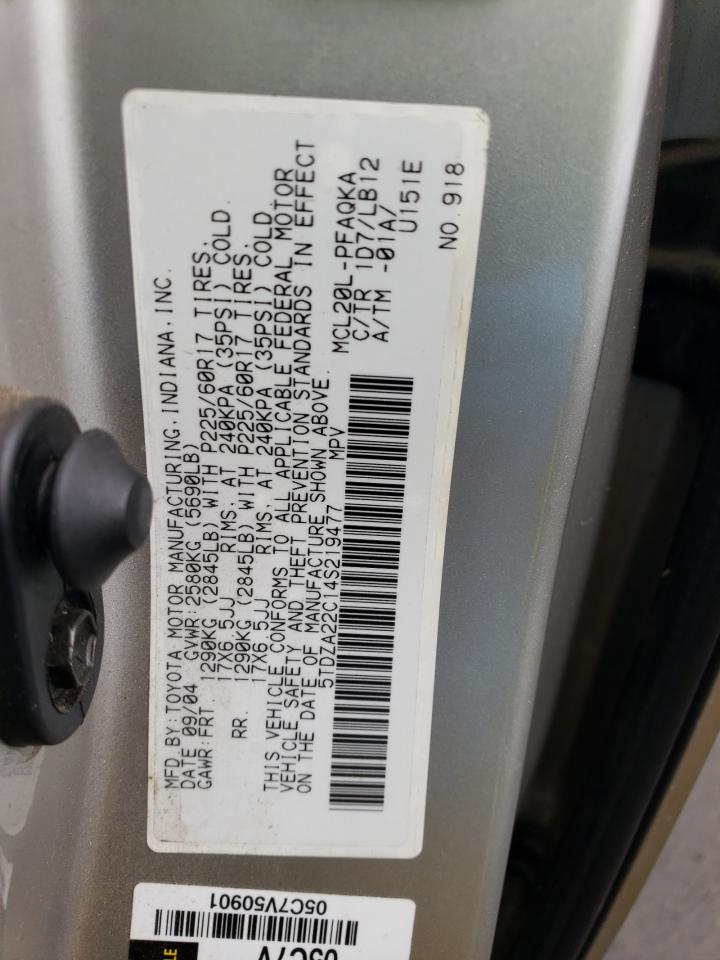 MFD.BY:TOYOTA MOTOR MANUFACTURING,INDIANA,INC.
DATE 09/04 GVWR:2580KG (5690LB)
GAWR:FRT. 1290KG (2845LB) WITH P225/60R17 TIRES,
17X6.5JJ RIMS, AT 240KPA (35PSI) COLD.
RR. 1290KG (2845LB) WITH P225/60R17 TIRES,
17X6.5JJ RIMS, AT 240KPA (35PSI) COLD.
THIS VEHICLE CONFORMS TO ALL APPLICABLE FEDERAL MOTOR
VEHICLE SAFETY AND THEFT PREVENTION STANDARDS IN EFFECT
ON THE DATE OF MANUFACTURE SHOWN ABOVE.
5TDZA22C14S219477 MPV
MCL20L-PFAQKA
C/TR 1D7/LB12
A/TM -01A/
U151E
NO.918
05C7V50901
05C7V